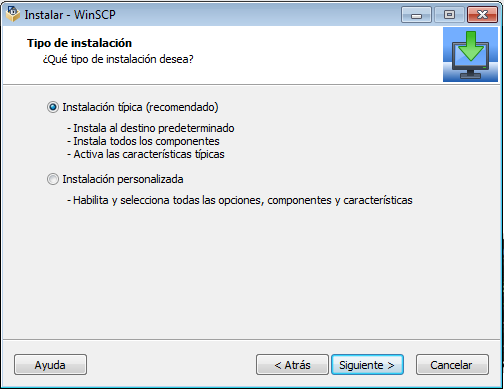 Instalar - WinSCP
Tipo de instalación
¿Qué tipo de instalación desea?
Instalación típica (recomendado)
- Instala al destino predeterminado
- Instala todos los componentes
- Activa las características típicas
Instalación personalizada
- Habilita y selecciona todas las opciones, componentes y características
Ayuda
< Atrás
Siguiente >
Cancelar